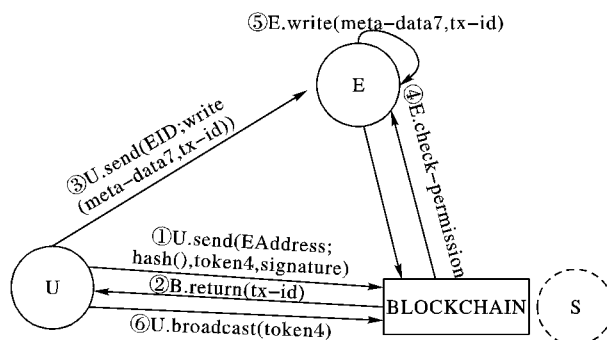 ⑤E.write(meta-data7,tx-id)
E
④E.check-permission
③U.send(EID;write
(meta-data7,tx-id))
①U.send(EAddress;
hash(),token4,signature)
U
②B.return(tx-id)
BLOCKCHAIN
S
⑥U.broadcast(token4)